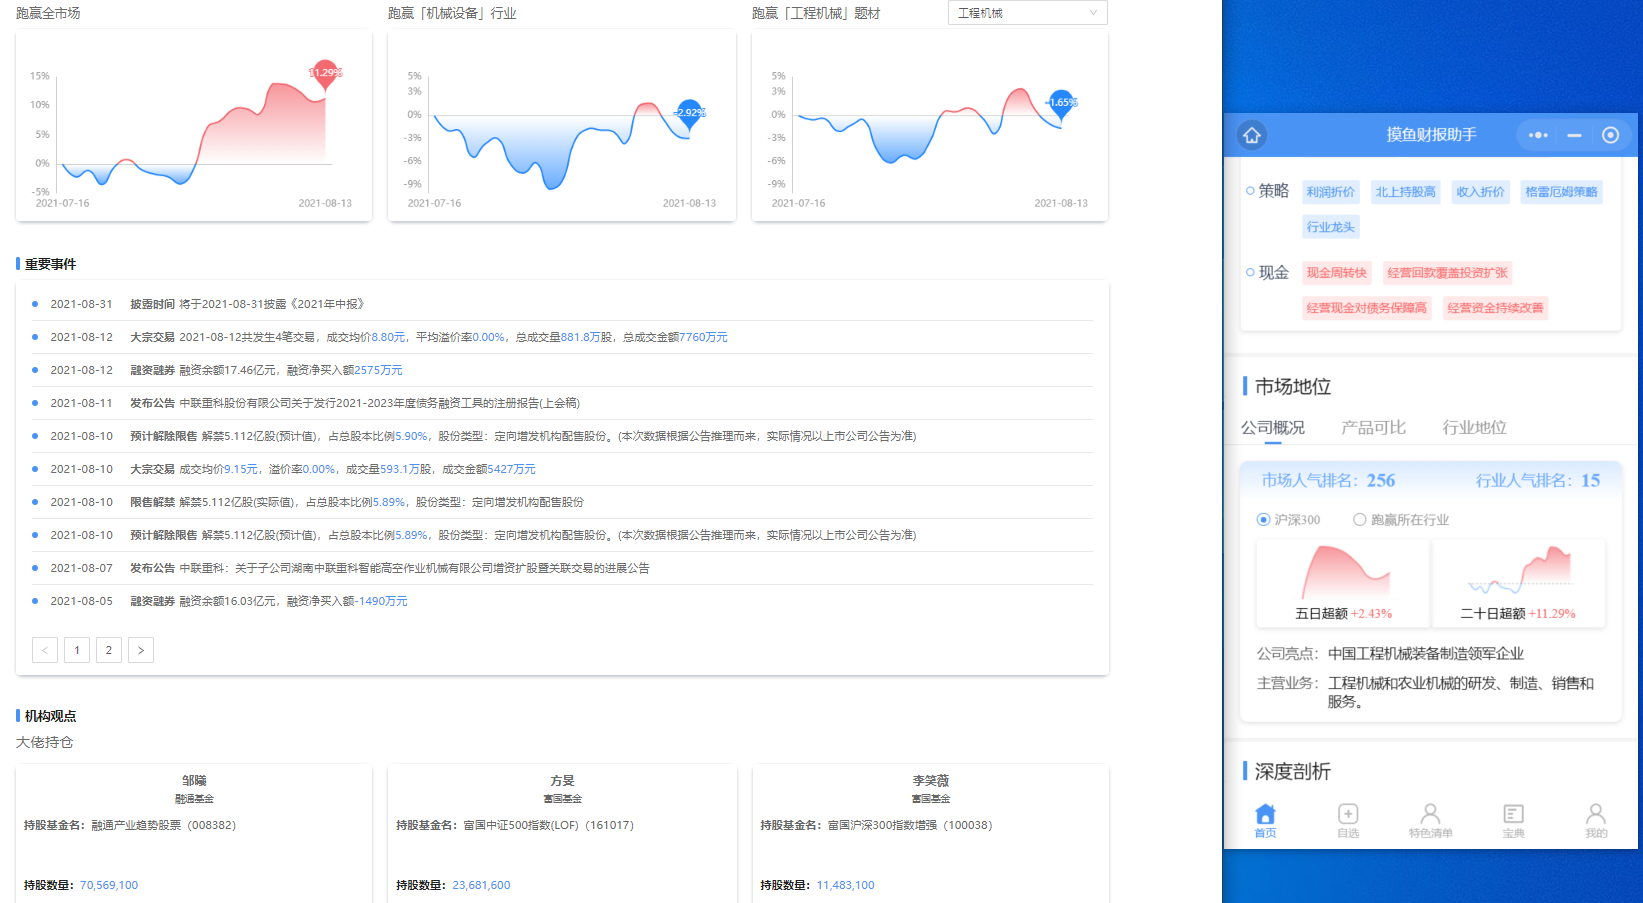 跑赢全市场
跑赢「机械设备」行业
跑赢「工程机械」题材
工程机械
15%
10%
5%
0%
-5%
11.29%
2021-07-16
2021-08-13
5%
3%
0%
-3%
-6%
-9%
-2.92%
2021-07-16
2021-08-13
5%
3%
0%
-3%
-6%
-9%
-1.65%
2021-07-16
2021-08-13
重要事件
2021-08-31 披露时间 将于2021-08-31披露《2021年中报》
2021-08-12 大宗交易 2021-08-12共发生4笔交易，成交均价8.80元，平均溢价率0.00%，总成交量881.8万股，总成交金额7760万元
2021-08-12 融资融券 融资余额17.46亿元，融资净买入额2575万元
2021-08-11 发布公告 中联重科股份有限公司关于发行2021-2023年度债务融资工具的注册报告(上会稿)
2021-08-10 预计解除限售 解禁5.112亿股(预计值)，占总股本比例5.90%，股份类型：定向增发机构配售股份。(本次数据根据公告推理而来，实际情况以上市公司公告为准)
2021-08-10 大宗交易 成交均价9.15元，溢价率0.00%，成交量593.1万股，成交金额5427万元
2021-08-10 限售解禁 解禁5.112亿股(实际值)，占总股本比例5.89%，股份类型：定向增发机构配售股份
2021-08-10 预计解除限售 解禁5.112亿股(预计值)，占总股本比例5.89%，股份类型：定向增发机构配售股份。(本次数据根据公告推理而来，实际情况以上市公司公告为准)
2021-08-07 发布公告 中联重科：关于子公司湖南中联重科智能高空作业机械有限公司增资扩股暨关联交易的进展公告
2021-08-05 融资融券 融资余额16.03亿元，融资净买入额-1490万元
< 1 2 >
机构观点
大佬持仓
邹曦
融通基金
持股基金名：融通产业趋势股票（008382）
持股数量：70,569,100
方旻
富国基金
持股基金名：富国中证500指数(LOF)（161017）
持股数量：23,681,600
李笑薇
富国基金
持股基金名：富国沪深300指数增强（100038）
持股数量：11,483,100
摸鱼财报助手
策略 利润折价 北上持股高 收入折价 格雷厄姆策略
行业龙头
现金 现金周转快 经营回款覆盖投资扩张
经营现金对债务保障高 经营资金持续改善
市场地位
公司概况 产品可比 行业地位
市场人气排名：256 行业人气排名：15
沪深300 跑赢所在行业
五日超额 +2.43% 二十日超额 +11.29%
公司亮点：中国工程机械装备制造领军企业
主营业务：工程机械和农业机械的研发、制造、销售和
服务。
深度剖析
首页 自选 特色清单 宝典 我的